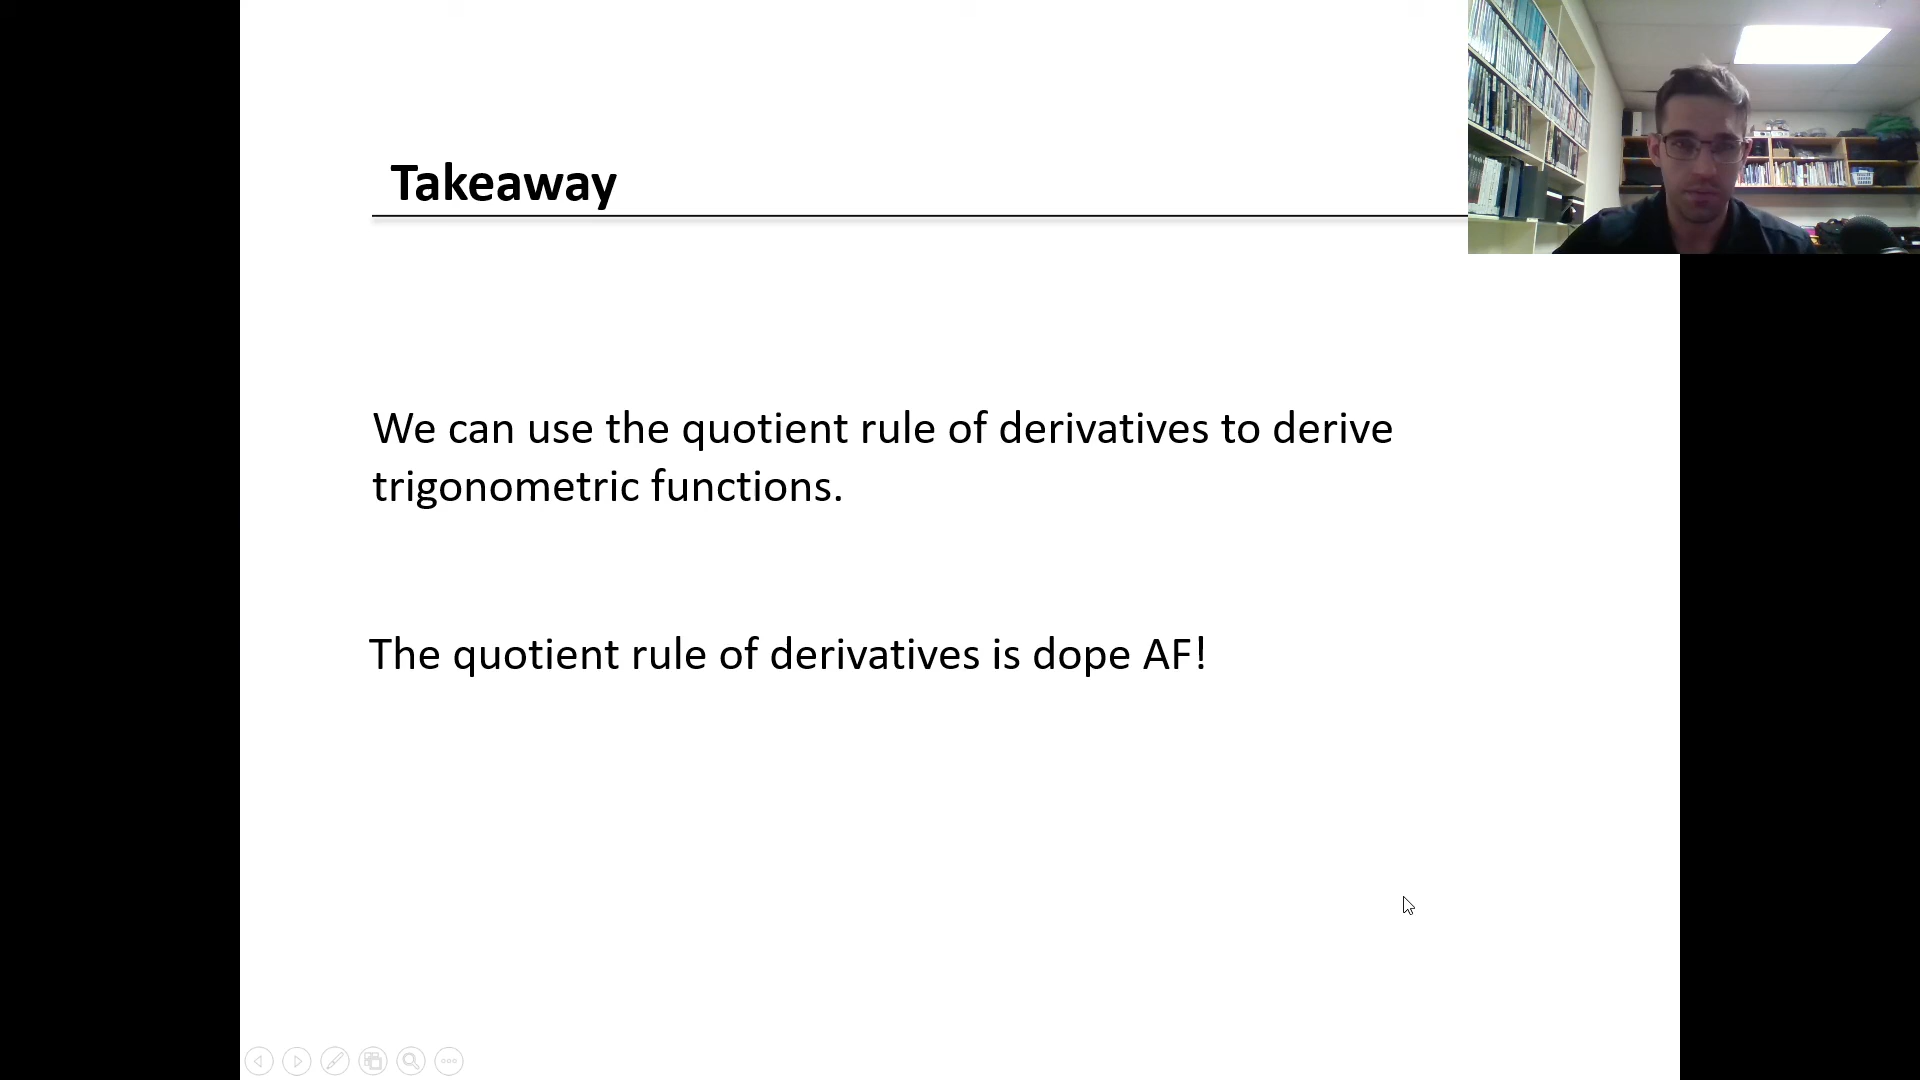 Takeaway
We can use the quotient rule of derivatives to derive
trigonometric functions.
The quotient rule of derivatives is dope AF!